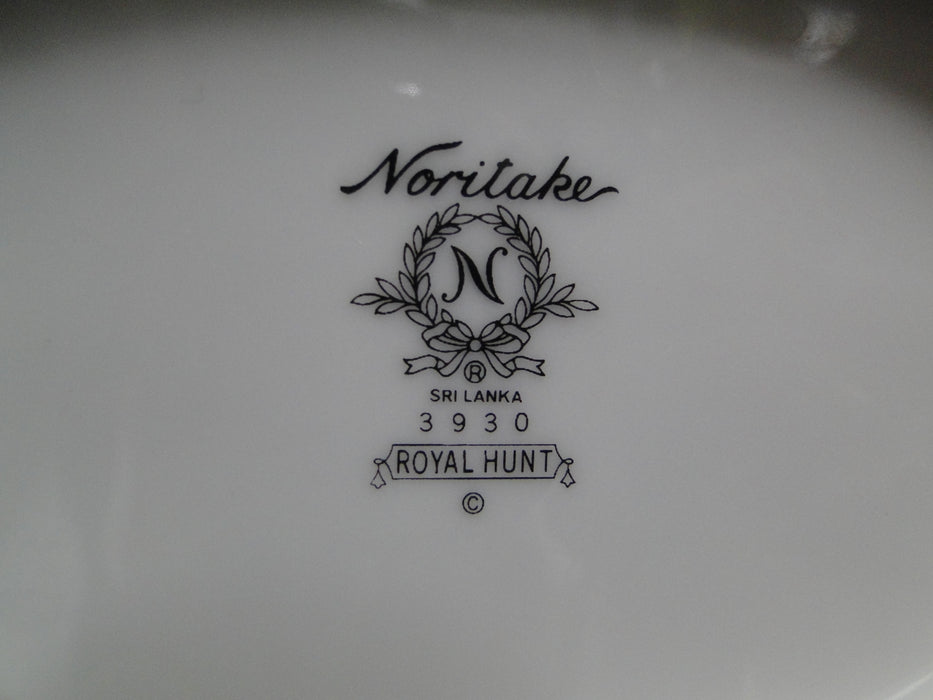 Noritake
N
®
SRI LANKA
3930
ROYAL HUNT
©